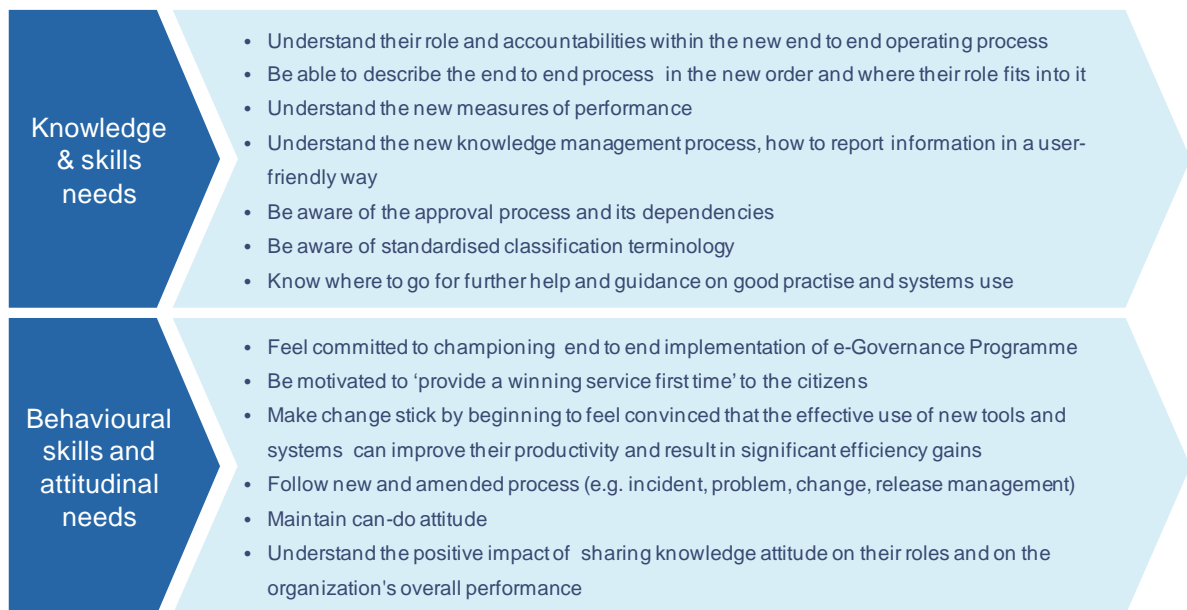 Knowledge
& skills
needs
• Understand their role and accountabilities within the new end to end operating process
• Be able to describe the end to end process in the new order and where their role fits into it
• Understand the new measures of performance
• Understand the new knowledge management process, how to report information in a user-
friendly way
• Be aware of the approval process and its dependencies
• Be aware of standardised classification terminology
• Know where to go for further help and guidance on good practise and systems use
Behavioural
skills and
attitudinal
needs
• Feel committed to championing end to end implementation of e-Governance Programme
• Be motivated to ‘provide a winning service first time’ to the citizens
• Make change stick by beginning to feel convinced that the effective use of new tools and
systems can improve their productivity and result in significant efficiency gains
• Follow new and amended process (e.g. incident, problem, change, release management)
• Maintain can-do attitude
• Understand the positive impact of sharing knowledge attitude on their roles and on the
organization's overall performance